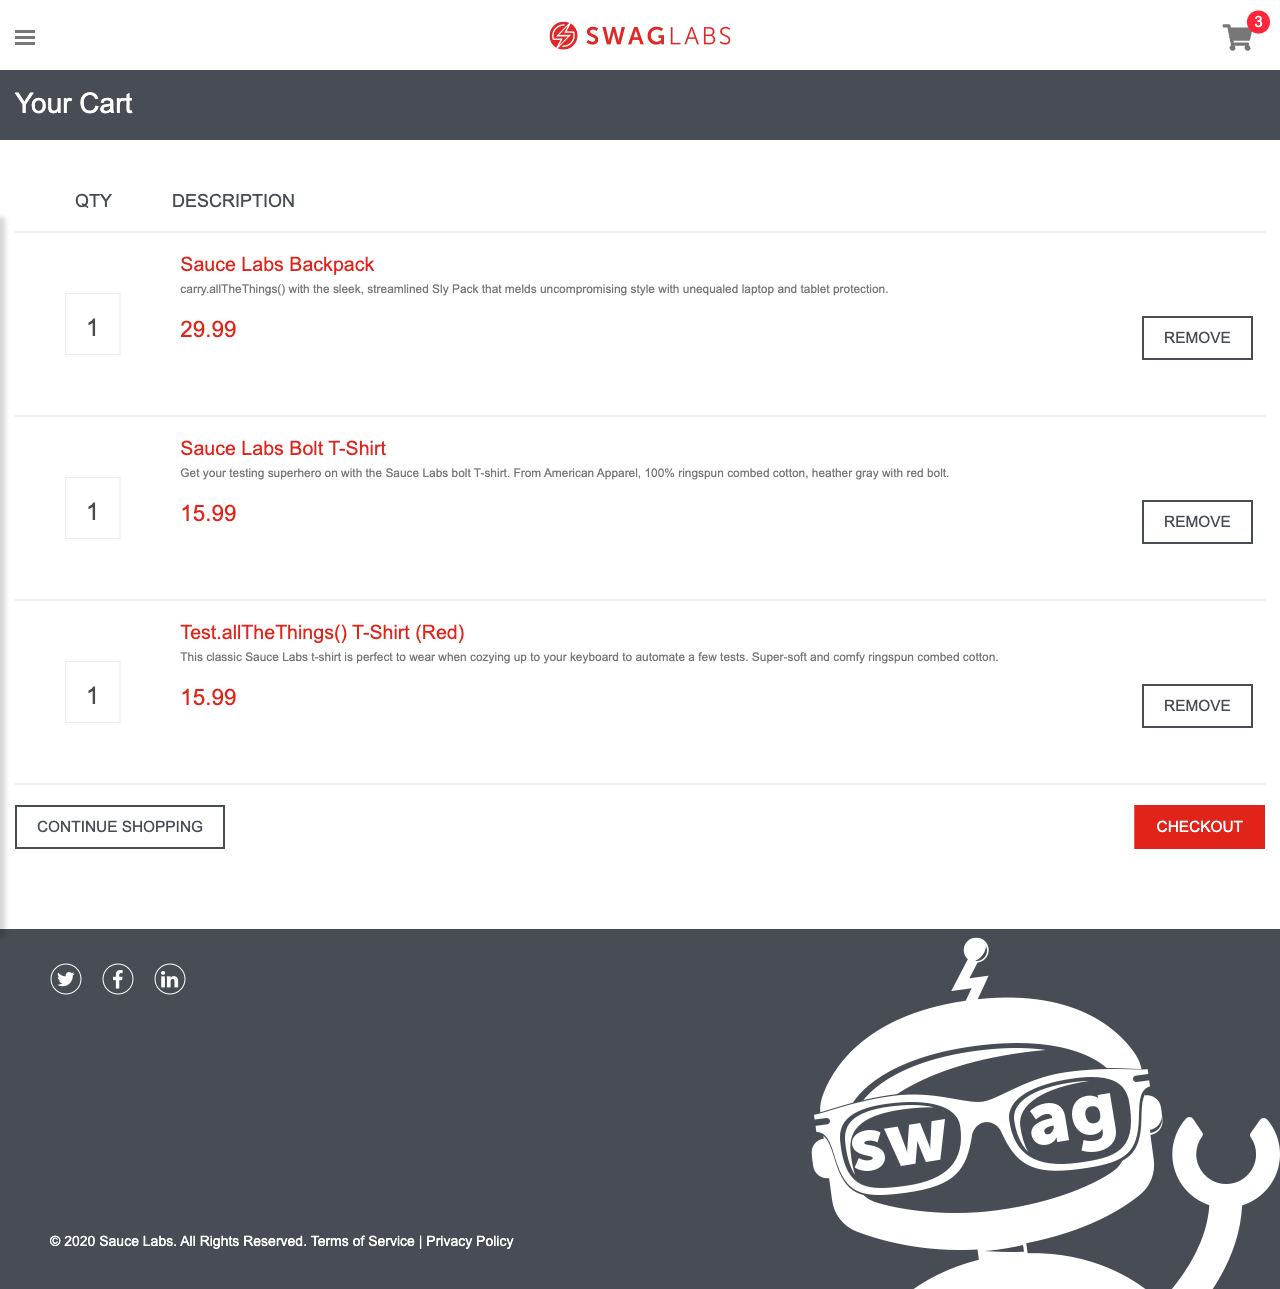 SWAGLABS
3
Your Cart
QTY DESCRIPTION
Sauce Labs Backpack
carry.allTheThings() with the sleek, streamlined Sly Pack that melds uncompromising style with unequaled laptop and tablet protection.
1
29.99
REMOVE
Sauce Labs Bolt T-Shirt
Get your testing superhero on with the Sauce Labs bolt T-shirt. From American Apparel, 100% ringspun combed cotton, heather gray with red bolt.
1
15.99
REMOVE
Test.allTheThings() T-Shirt (Red)
This classic Sauce Labs t-shirt is perfect to wear when cozying up to your keyboard to automate a few tests. Super-soft and comfy ringspun combed cotton.
1
15.99
REMOVE
CONTINUE SHOPPING
CHECKOUT
f in
sw ag
© 2020 Sauce Labs. All Rights Reserved. Terms of Service | Privacy Policy